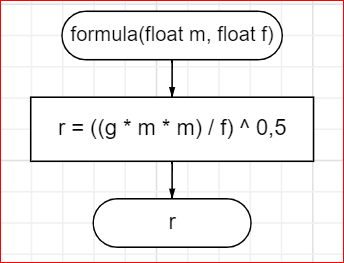 formula(float m, float f)
r = ((g * m * m) / f) ^ 0,5
r